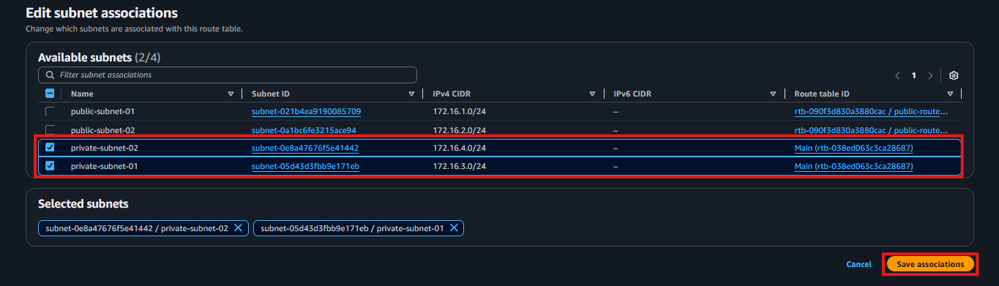 Edit subnet associations
Change which subnets are associated with this route table.
Available subnets (2/4)
Filter subnet associations
1
Name Subnet ID IPv4 CIDR IPv6 CIDR Route table ID
public-subnet-01 subnet-021b4ea9190085709 172.16.1.0/24 – rtb-090f3d830a3880cac / public-route...
public-subnet-02 subnet-0a1bc6fe3215ace94 172.16.2.0/24 – rtb-090f3d830a3880cac / public-route...
private-subnet-02 subnet-0e8a47676f5e41442 172.16.4.0/24 – Main (rtb-038ed063c3ca28687)
private-subnet-01 subnet-05d43d3fbb9e171eb 172.16.3.0/24 – Main (rtb-038ed063c3ca28687)
Selected subnets
subnet-0e8a47676f5e41442 / private-subnet-02 subnet-05d43d3fbb9e171eb / private-subnet-01
Cancel Save associations